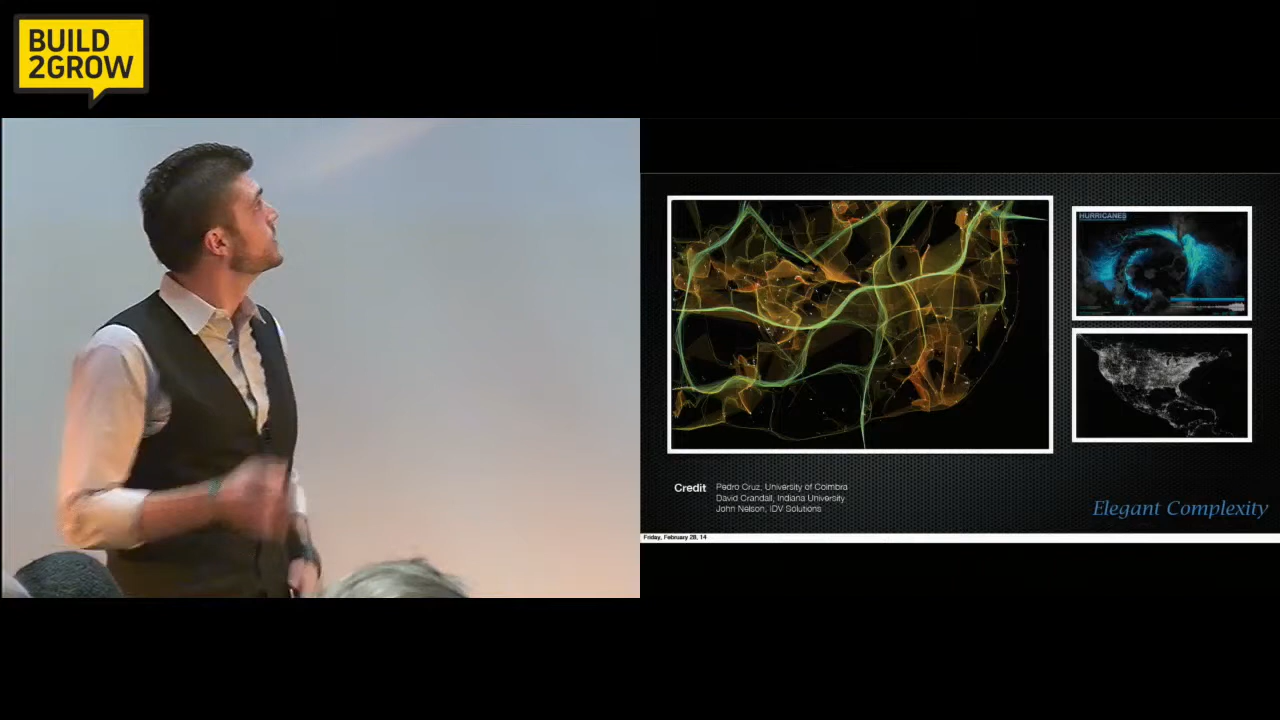 BUILD
2GROW
HURRICANES
Credit Pedro Cruz, University of Coimbra
David Crandall, Indiana University
John Nelson, IDV Solutions
Elegant Complexity
Friday, February 28, 14